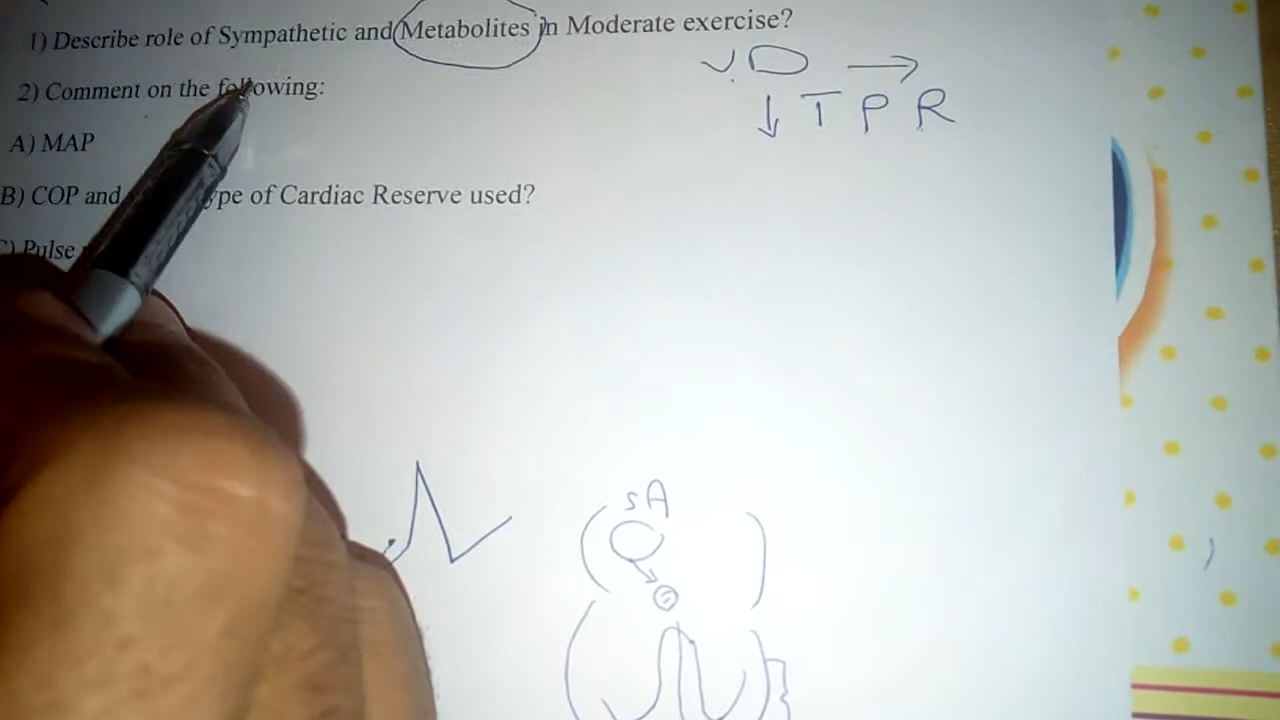 1) Describe role of Sympathetic and Metabolites in Moderate exercise?
VD →
↓ T P R
2) Comment on the following:
A) MAP
B) COP and ype of Cardiac Reserve used?
C) Pulse
SA